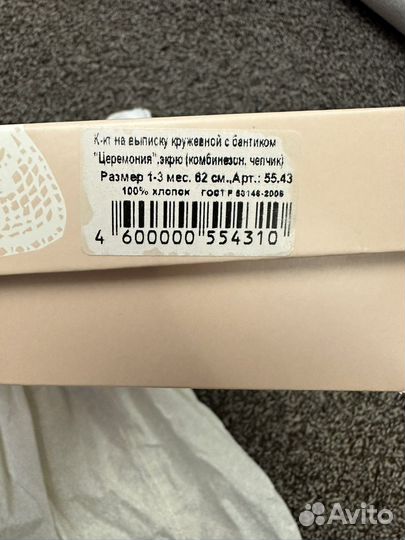 К-кт на выписку кружевной с бантиком
"Церемония",экрю (комбинезон, чепчик)
Размер 1-3 мес. 62 см.,Арт.: 55.43
100% хлопок ГОСТ Р 53145-2008
4 600000 554310
Avito